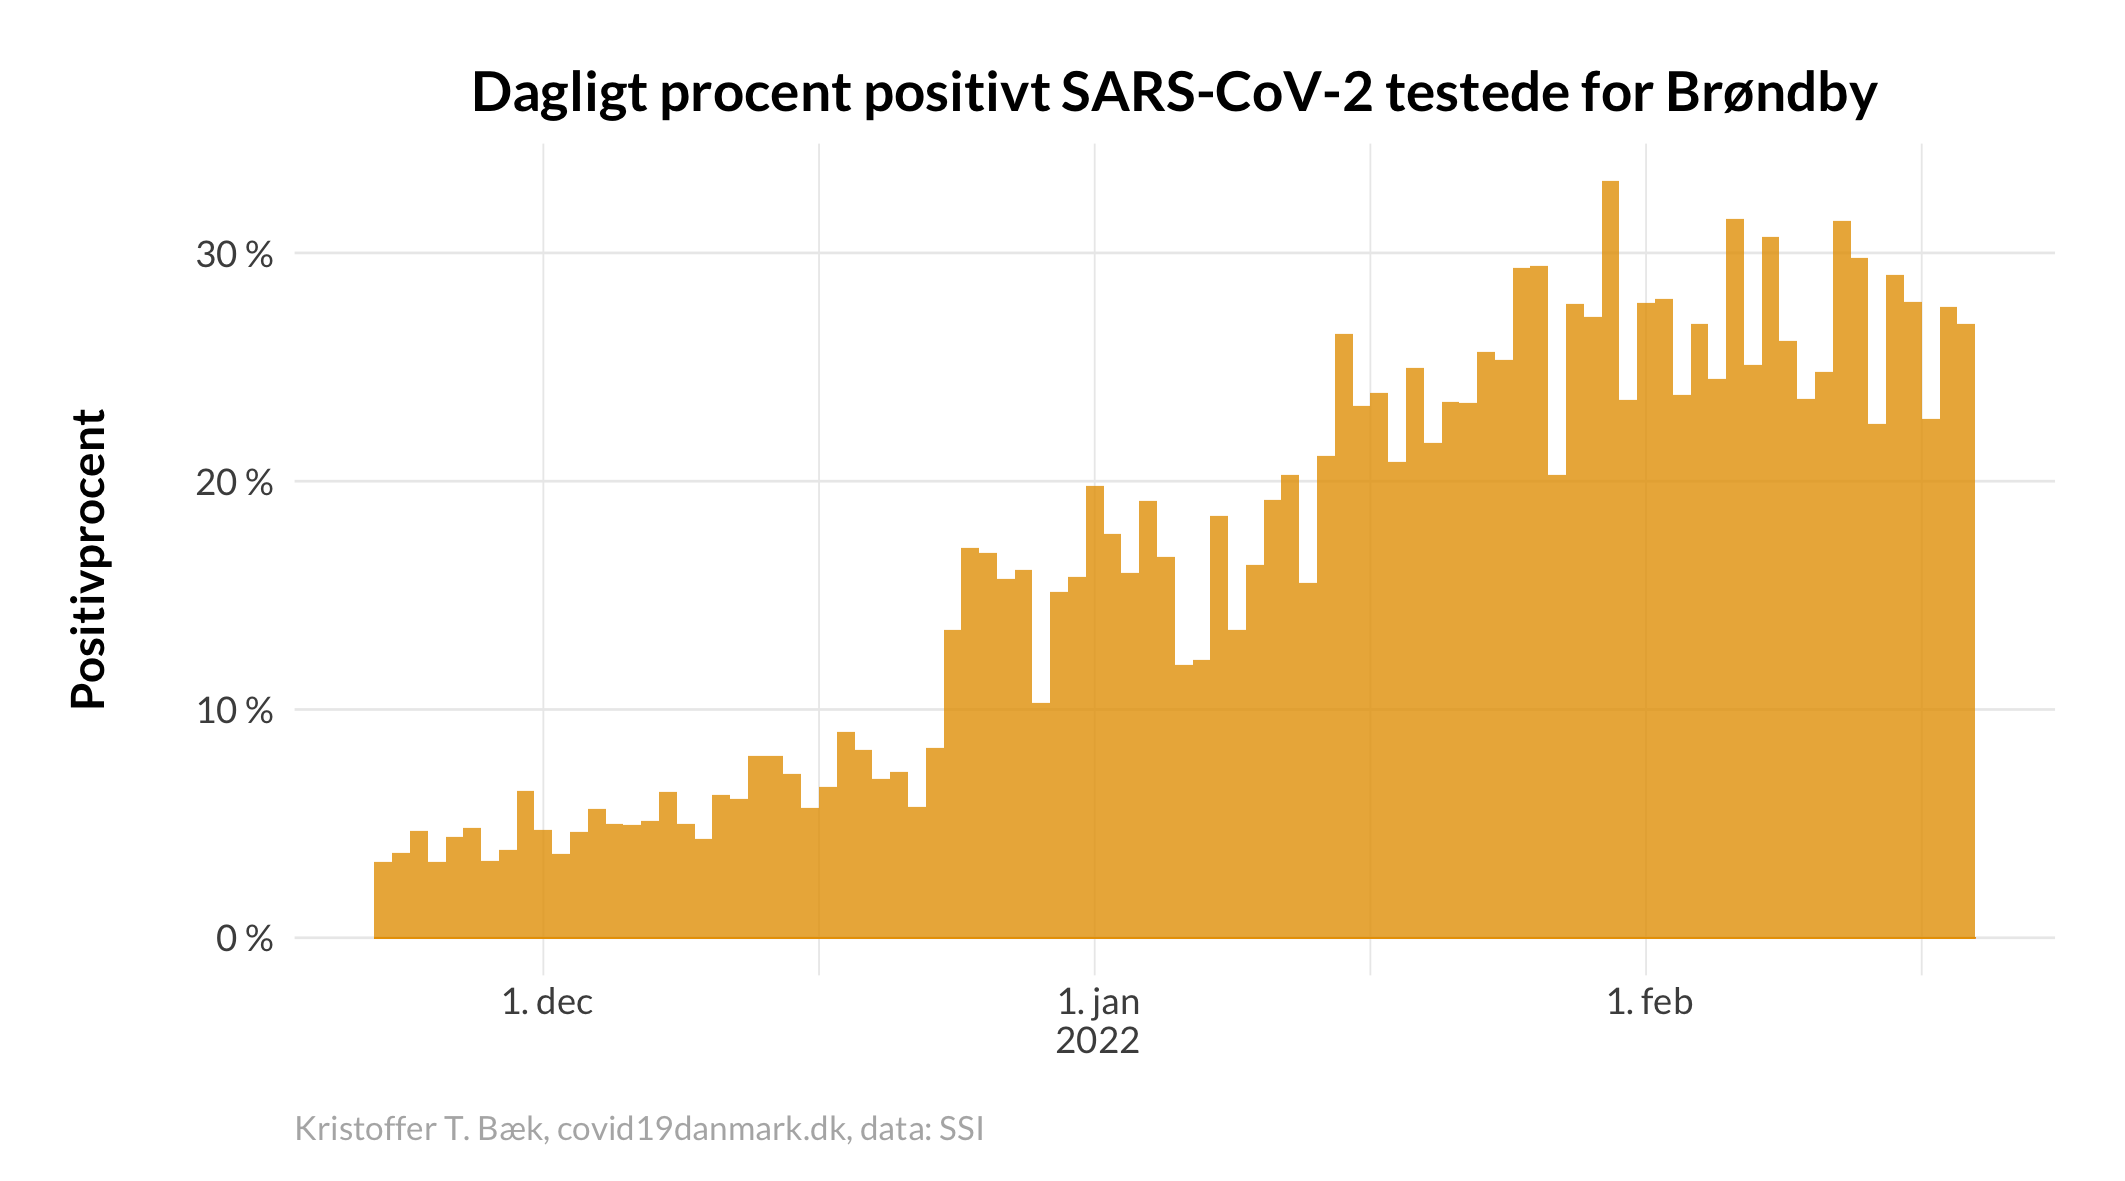 Dagligt procent positivt SARS-CoV-2 testede for Brøndby
Positivprocent
30 %
20 %
10 %
0 %
1. dec
1. jan
2022
1. feb
Kristoffer T. Bæk, covid19danmark.dk, data: SSI